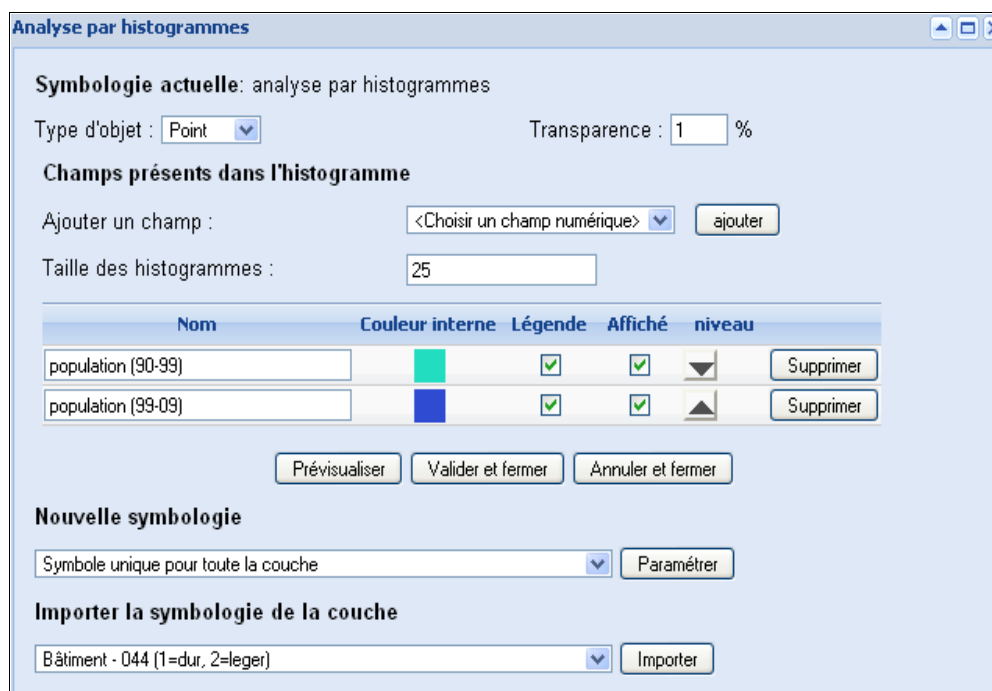 Analyse par histogrammes
Symbologie actuelle: analyse par histogrammes
Type d'objet : Point Transparence : 1 %
Champs présents dans l'histogramme
Ajouter un champ : <Choisir un champ numérique> ajouter
Taille des histogrammes : 25
Nom Couleur interne Légende Affiché niveau
population (90-99) Supprimer
population (99-09) Supprimer
Prévisualiser Valider et fermer Annuler et fermer
Nouvelle symbologie
Symbole unique pour toute la couche Paramétrer
Importer la symbologie de la couche
Bâtiment - 044 (1=dur, 2=leger) Importer